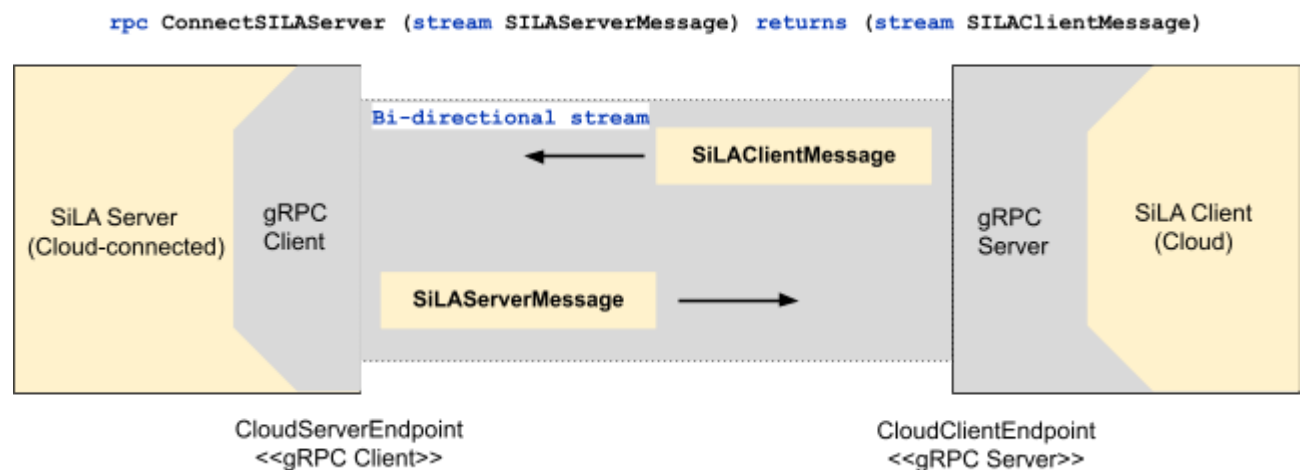 rpc ConnectSILAServer (stream SILAServerMessage) returns (stream SILAClientMessage)
Bi-directional stream
SiLAClientMessage
SiLA Server
(Cloud-connected)
gRPC
Client
gRPC
Server
SiLA Client
(Cloud)
SiLAServerMessage
CloudServerEndpoint
<<gRPC Client>>
CloudClientEndpoint
<<gRPC Server>>